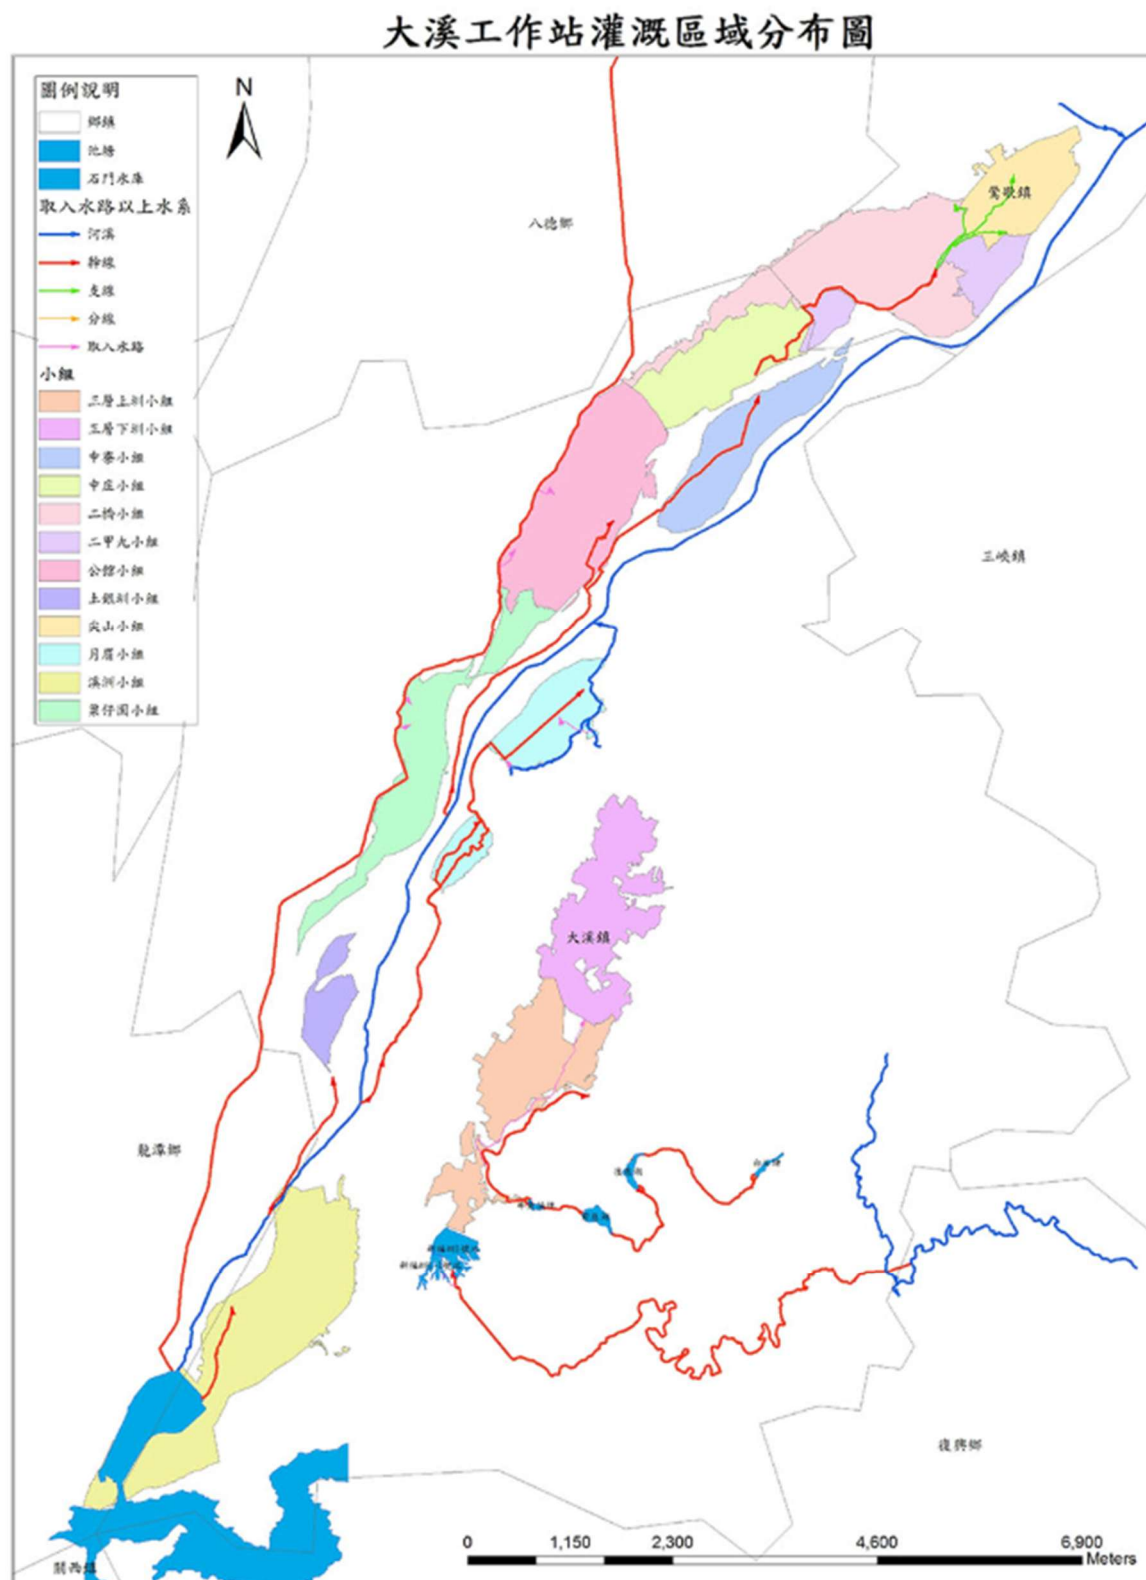 大溪工作站灌溉區域分布圖
圖例說明
鄉鎮
池塘
石門水庫
取入水路以上水系
河溪
幹線
支線
分線
取入水路
小組
三層上圳小組
三層下圳小組
中寮小組
中庄小組
二橋小組
二甲九小組
公館小組
土銀圳小組
尖山小組
月眉小組
溪洲小組
栗仔園小組
N
八德鄉
鶯歌鎮
三峽鎮
大溪鎮
龍潭鄉
復興鄉
關西鎮
0 1,150 2,300 4,600 6,900
Meters